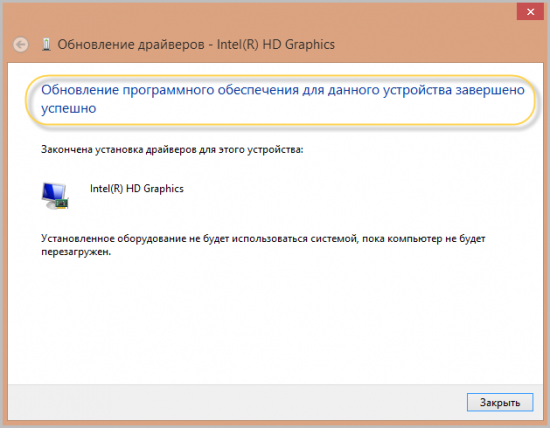 Обновление драйверов - Intel(R) HD Graphics
Обновление программного обеспечения для данного устройства завершено
успешно
Закончена установка драйверов для этого устройства:
Intel(R) HD Graphics
Установленное оборудование не будет использоваться системой, пока компьютер не будет
перезагружен.
Закрыть